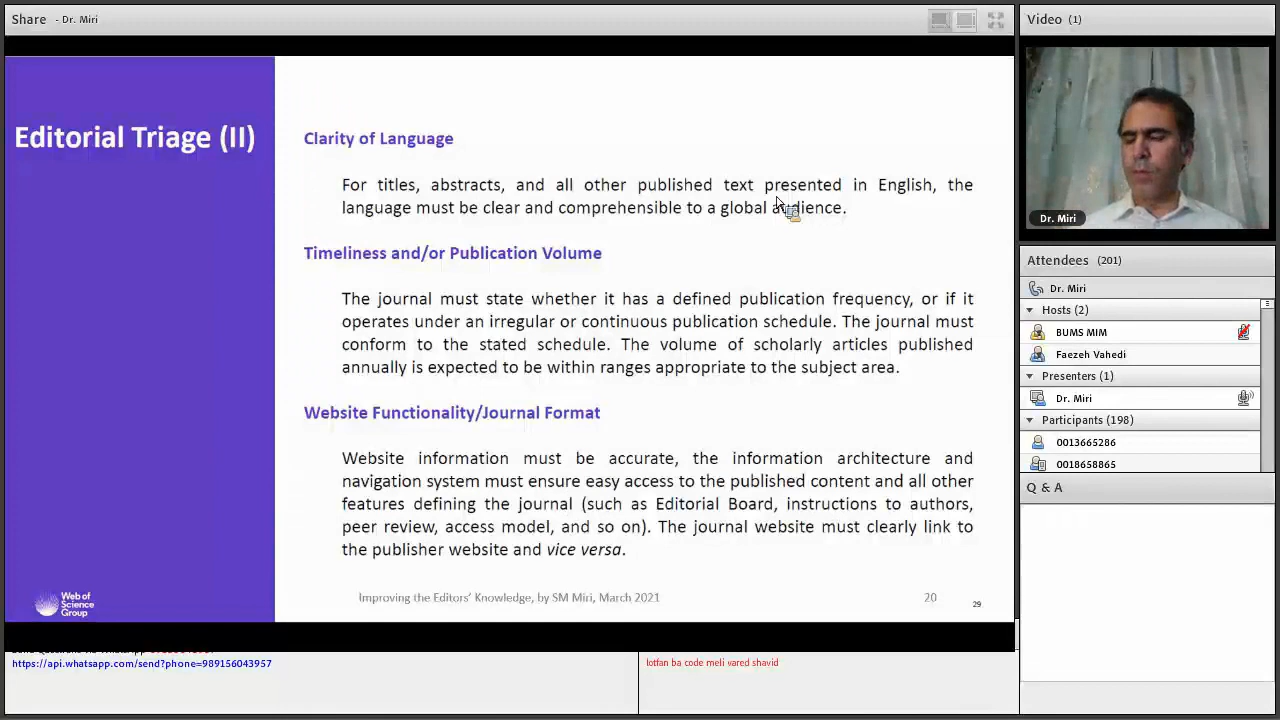 Share - Dr. Miri
Editorial Triage (II)
Clarity of Language
For titles, abstracts, and all other published text presented in English, the
language must be clear and comprehensible to a global audience.
Timeliness and/or Publication Volume
The journal must state whether it has a defined publication frequency, or if it
operates under an irregular or continuous publication schedule. The journal must
conform to the stated schedule. The volume of scholarly articles published
annually is expected to be within ranges appropriate to the subject area.
Website Functionality/Journal Format
Website information must be accurate, the information architecture and
navigation system must ensure easy access to the published content and all other
features defining the journal (such as Editorial Board, instructions to authors,
peer review, access model, and so on). The journal website must clearly link to
the publisher website and vice versa.
Web of
Science
Group
Improving the Editors' Knowledge, by SM Miri, March 2021
20
29
https://api.whatsapp.com/send?phone=989156043957
lotfan ba code meli vared shavid
Video (1)
Dr. Miri
Attendees (201)
Dr. Miri
Hosts (2)
BUMS MIM
Faezeh Vahedi
Presenters (1)
Dr. Miri
Participants (198)
0013665286
0018658865
Q & A